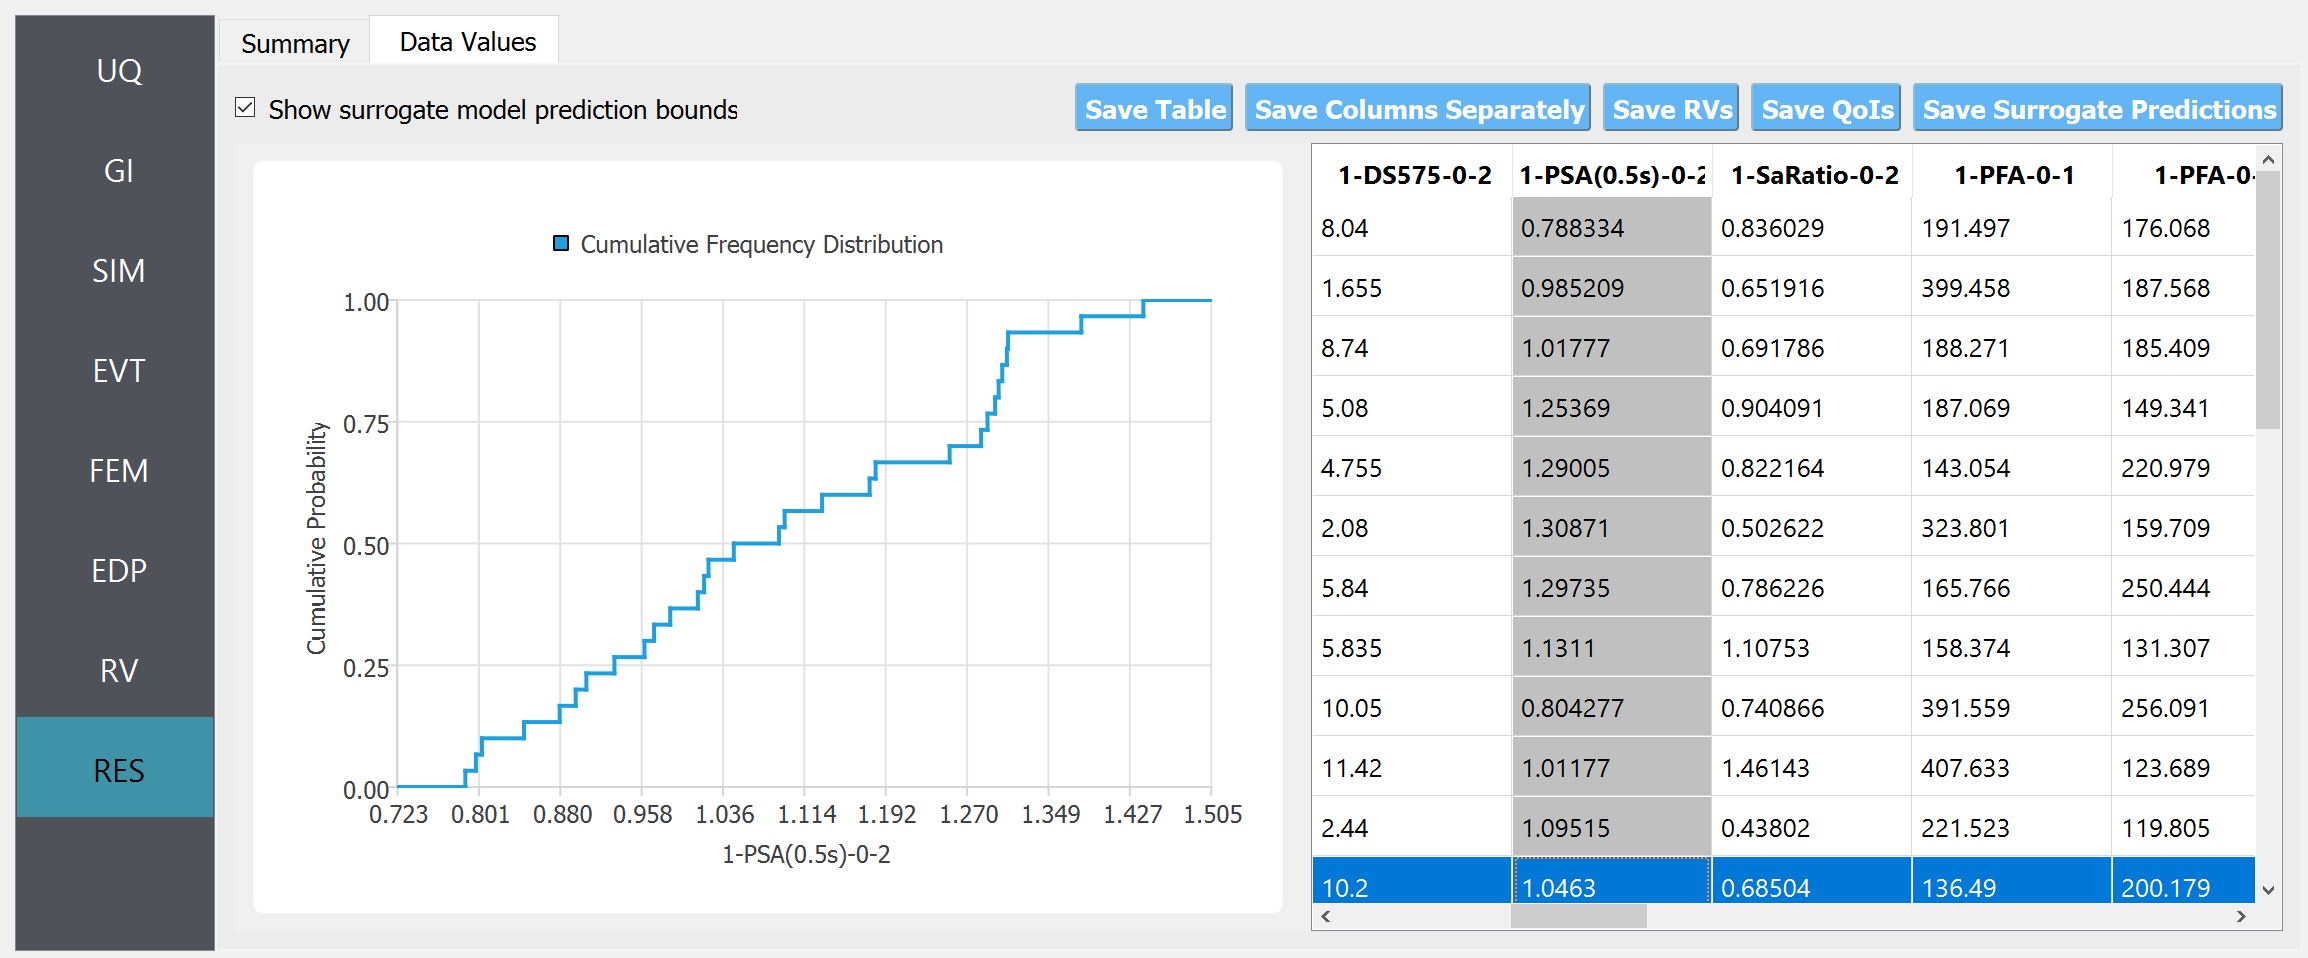 UQ
GI
SIM
EVT
FEM
EDP
RV
RES
Summary
Data Values
Show surrogate model prediction bounds
Save Table
Save Columns Separately
Save RVs
Save QoIs
Save Surrogate Predictions
Cumulative Frequency Distribution
Cumulative Probability
1.00
0.75
0.50
0.25
0.00
0.723 0.801 0.880 0.958 1.036 1.114 1.192 1.270 1.349 1.427 1.505
1-PSA(0.5s)-0-2
1-DS575-0-2 1-PSA(0.5s)-0-2 1-SaRatio-0-2 1-PFA-0-1 1-PFA-0-
8.04 0.788334 0.836029 191.497 176.068
1.655 0.985209 0.651916 399.458 187.568
8.74 1.01777 0.691786 188.271 185.409
5.08 1.25369 0.904091 187.069 149.341
4.755 1.29005 0.822164 143.054 220.979
2.08 1.30871 0.502622 323.801 159.709
5.84 1.29735 0.786226 165.766 250.444
5.835 1.1311 1.10753 158.374 131.307
10.05 0.804277 0.740866 391.559 256.091
11.42 1.01177 1.46143 407.633 123.689
2.44 1.09515 0.43802 221.523 119.805
10.2 1.0463 0.68504 136.49 200.179